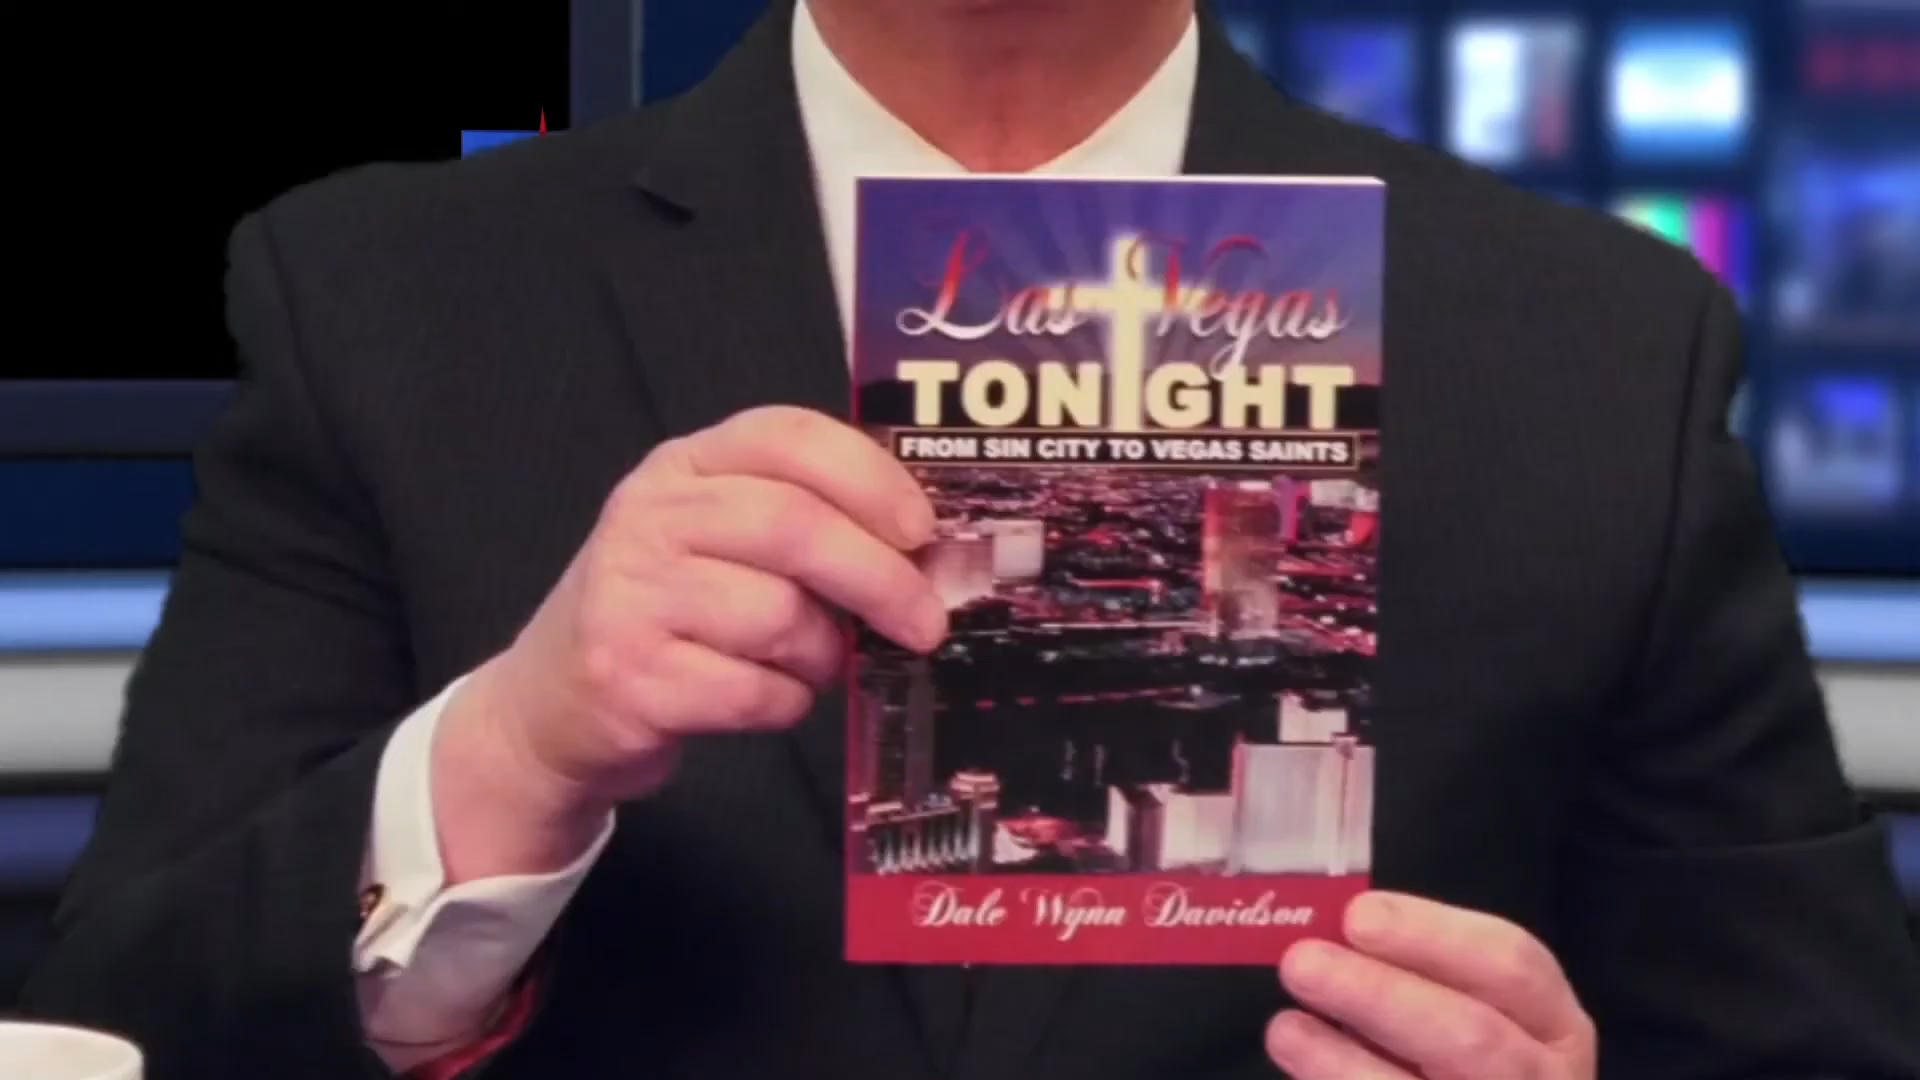 Las Vegas
TONIGHT
FROM SIN CITY TO VEGAS SAINTS
Dale Wynn Davidson